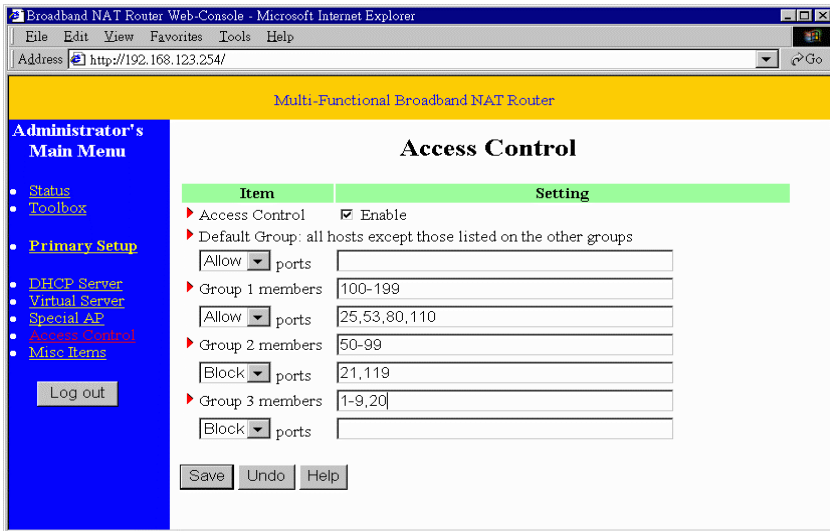 Broadband NAT Router Web-Console - Microsoft Internet Explorer
File Edit View Favorites Tools Help
Address http://192.168.123.254/ Go
Multi-Functional Broadband NAT Router
Administrator's
Main Menu
Status
Toolbox
Primary Setup
DHCP Server
Virtual Server
Special AP
Access Control
Misc Items
Log out
Access Control
Item Setting
Access Control Enable
Default Group: all hosts except those listed on the other groups
Allow ports
Group 1 members 100-199
Allow ports 25,53,80,110
Group 2 members 50-99
Block ports 21,119
Group 3 members 1-9,20
Block ports
Save Undo Help